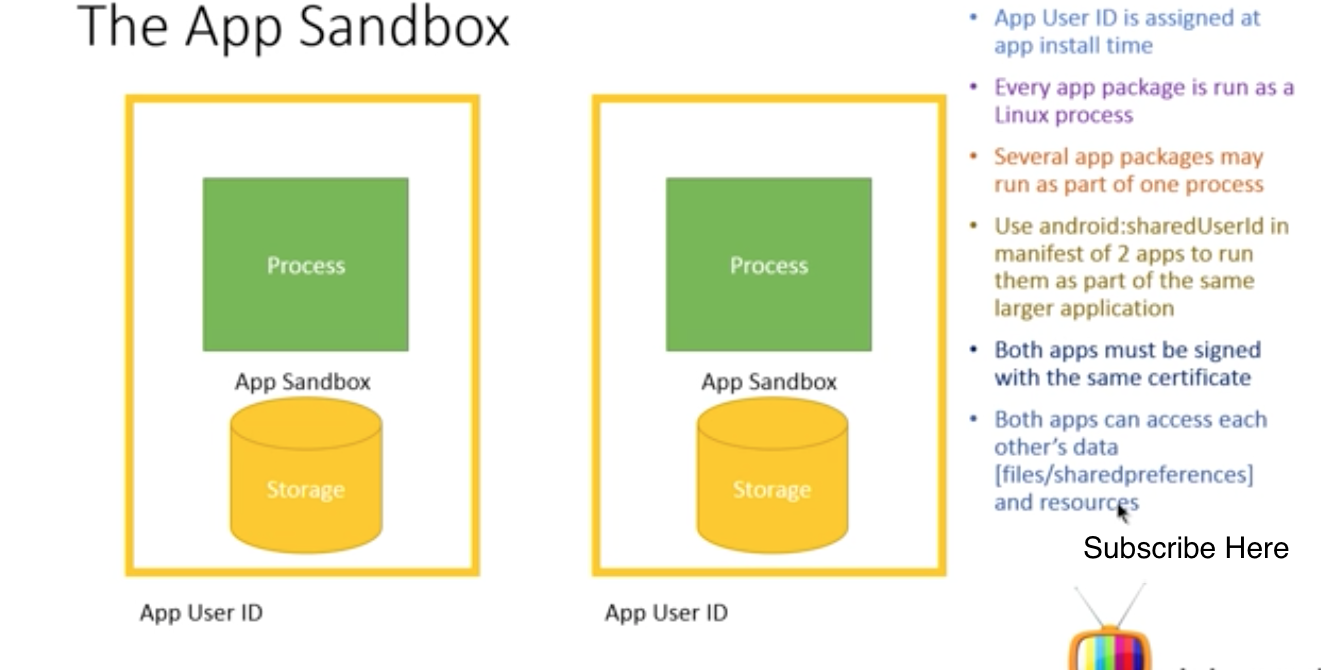 The App Sandbox
Process
App Sandbox
Storage
App User ID
Process
App Sandbox
Storage
App User ID
• App User ID is assigned at
app install time
• Every app package is run as a
Linux process
• Several app packages may
run as part of one process
• Use android:sharedUserId in
manifest of 2 apps to run
them as part of the same
larger application
• Both apps must be signed
with the same certificate
• Both apps can access each
other's data
[files/sharedpreferences]
and resources
Subscribe Here